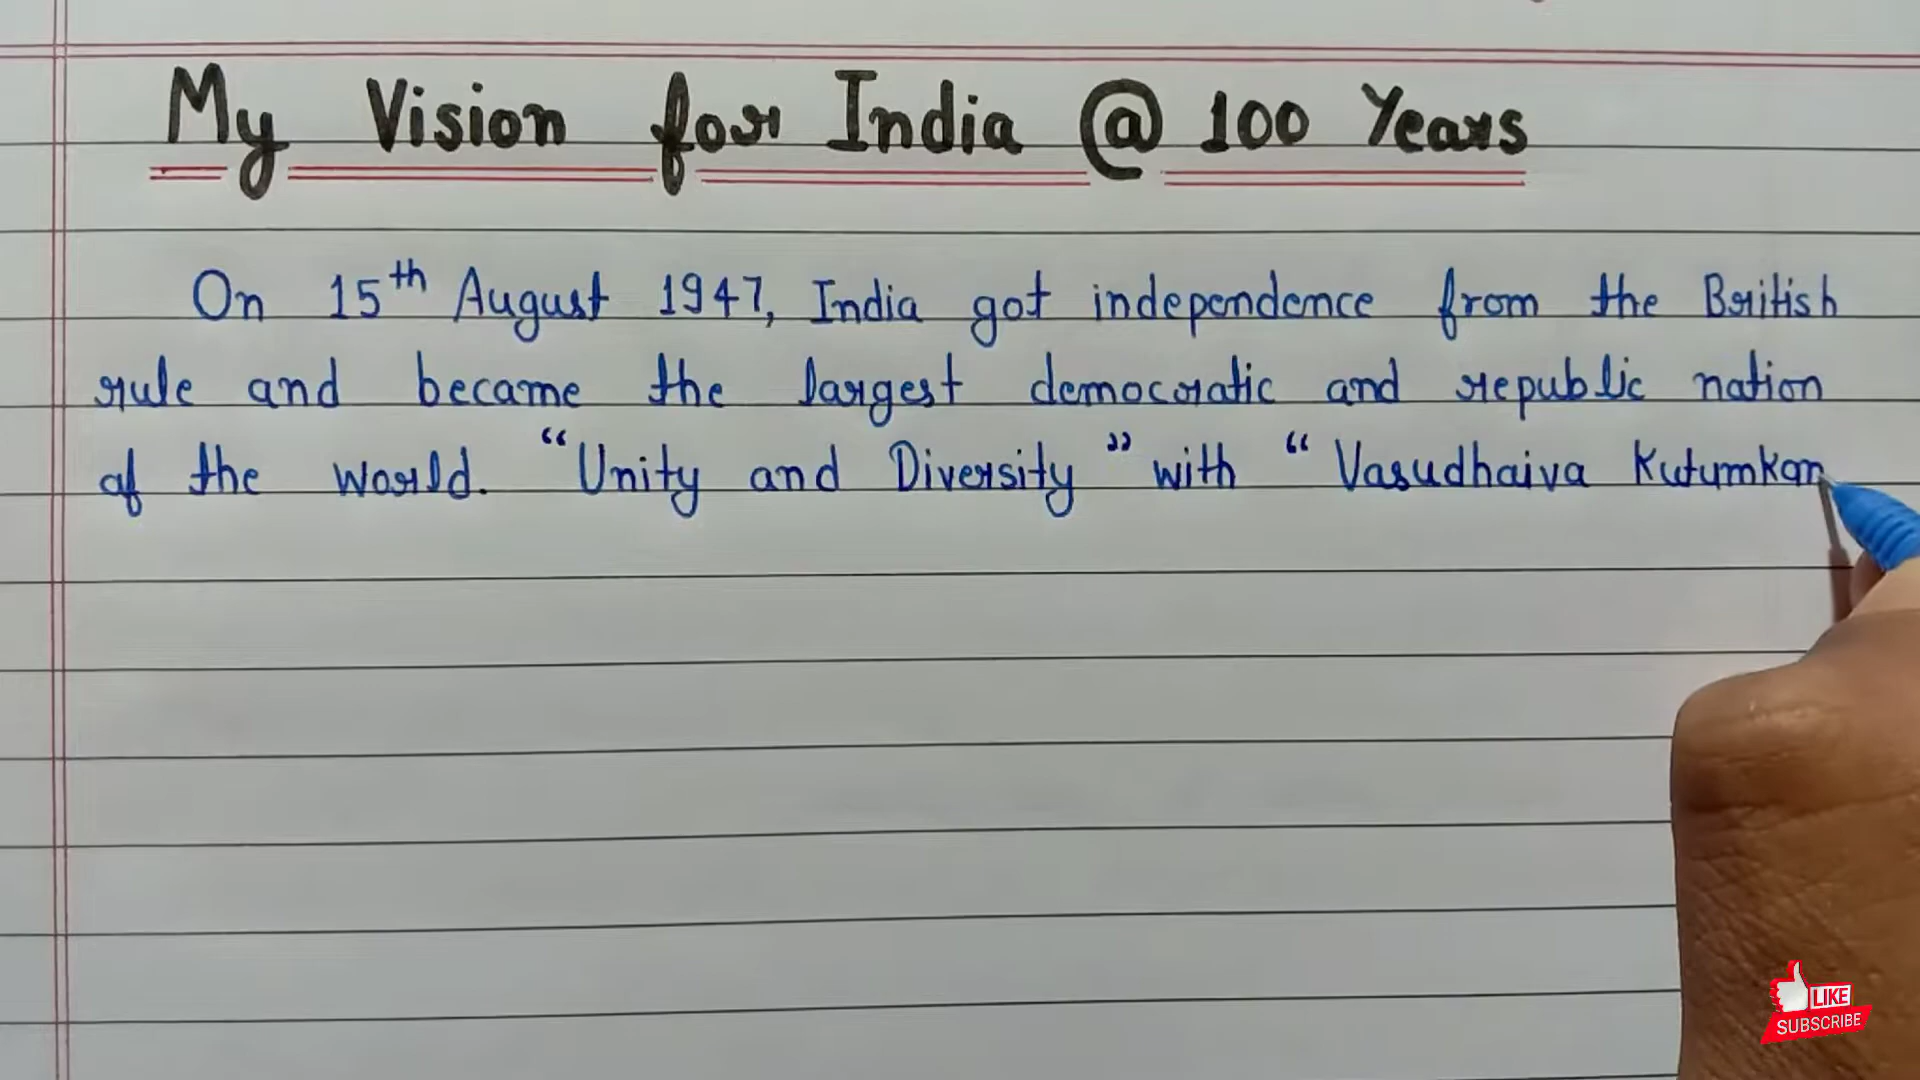 My Vision for India @ 100 Years
On 15th August 1947, India got independence from the British
rule and became the largest democratic and republic nation
of the world. “Unity and Diversity” with “Vasudhaiva Kutumkam
LIKE
SUBSCRIBE